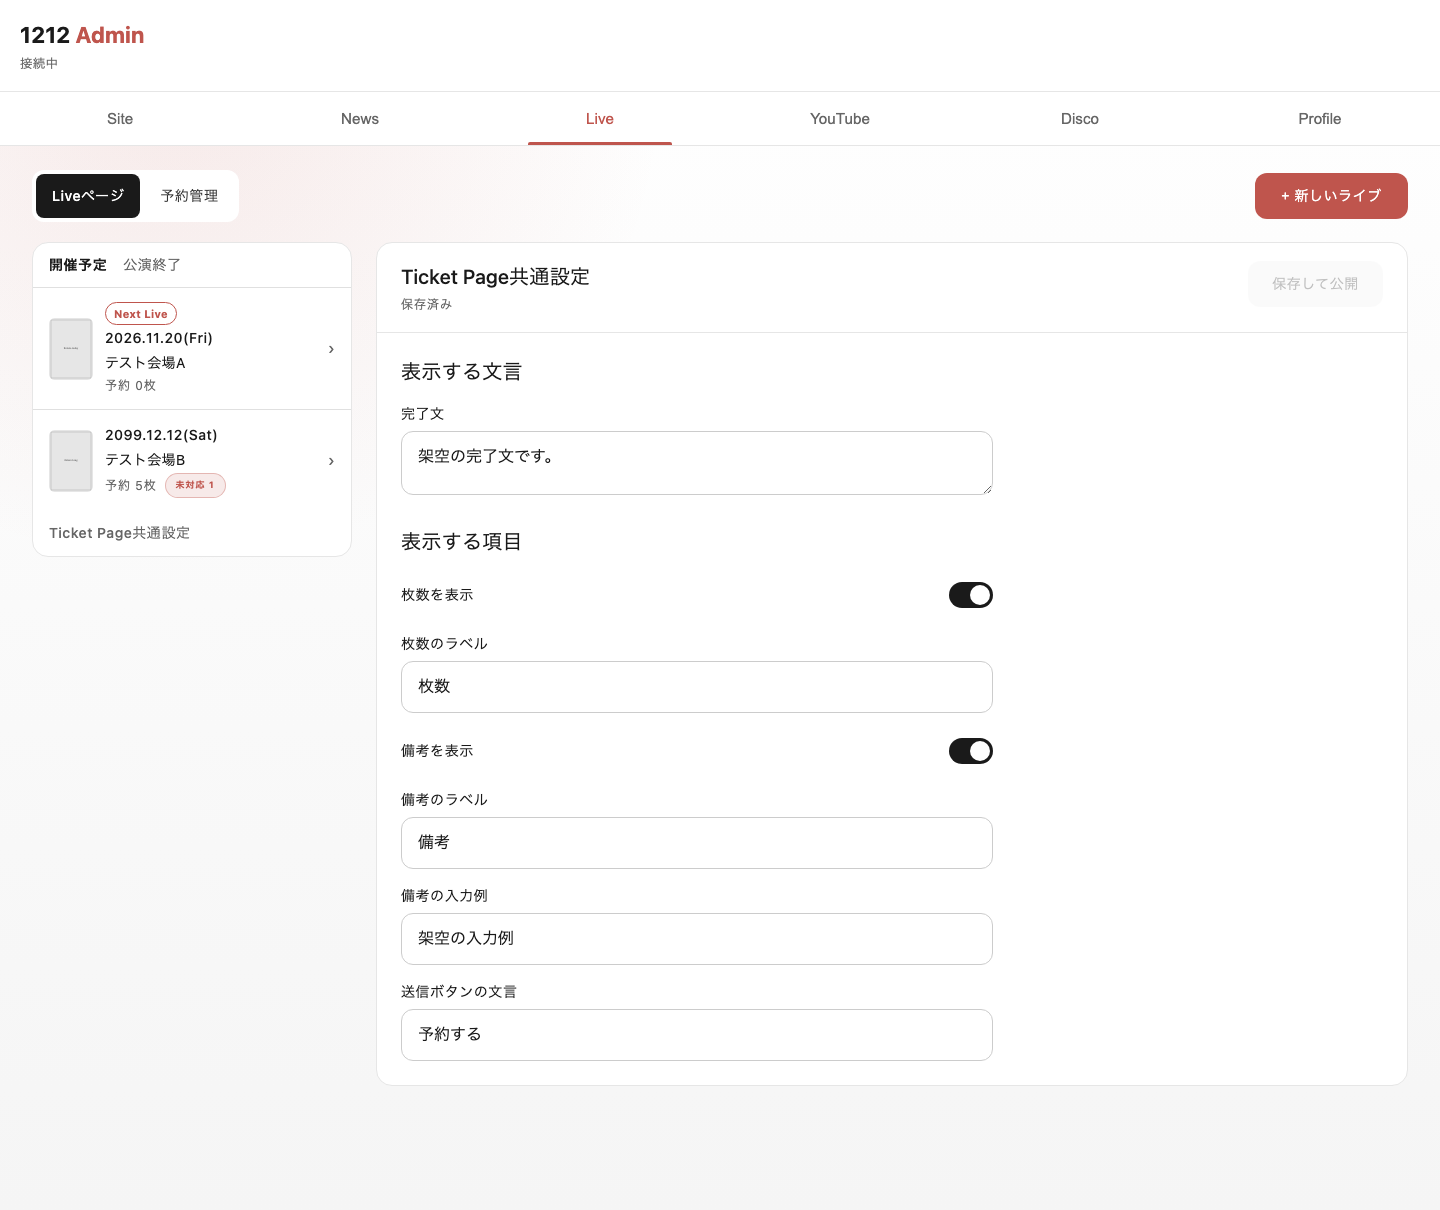 1212 Admin
接続中
Site
News
Live
YouTube
Disco
Profile
Liveページ
予約管理
+ 新しいライブ
開催予定
公演終了
Next Live
2026.11.20(Fri)
テスト会場A
予約 0枚
›
2099.12.12(Sat)
テスト会場B
予約 5枚
未対応 1
›
Ticket Page共通設定
Ticket Page共通設定
保存済み
保存して公開
表示する文言
完了文
架空の完了文です。
表示する項目
枚数を表示
枚数のラベル
枚数
備考を表示
備考のラベル
備考
備考の入力例
架空の入力例
送信ボタンの文言
予約する